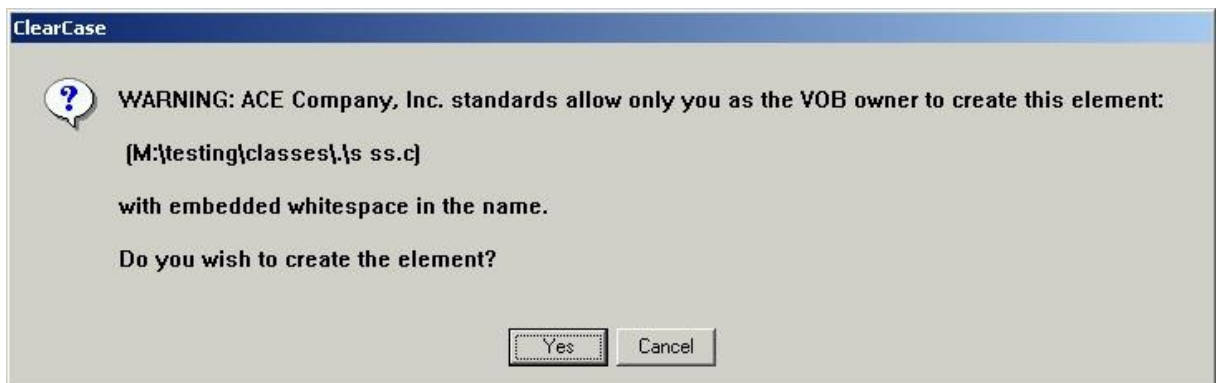 ClearCase
?
WARNING: ACE Company, Inc. standards allow only you as the VOB owner to create this element:
(M:\testing\classes\.\s ss.c)
with embedded whitespace in the name.
Do you wish to create the element?
Yes Cancel